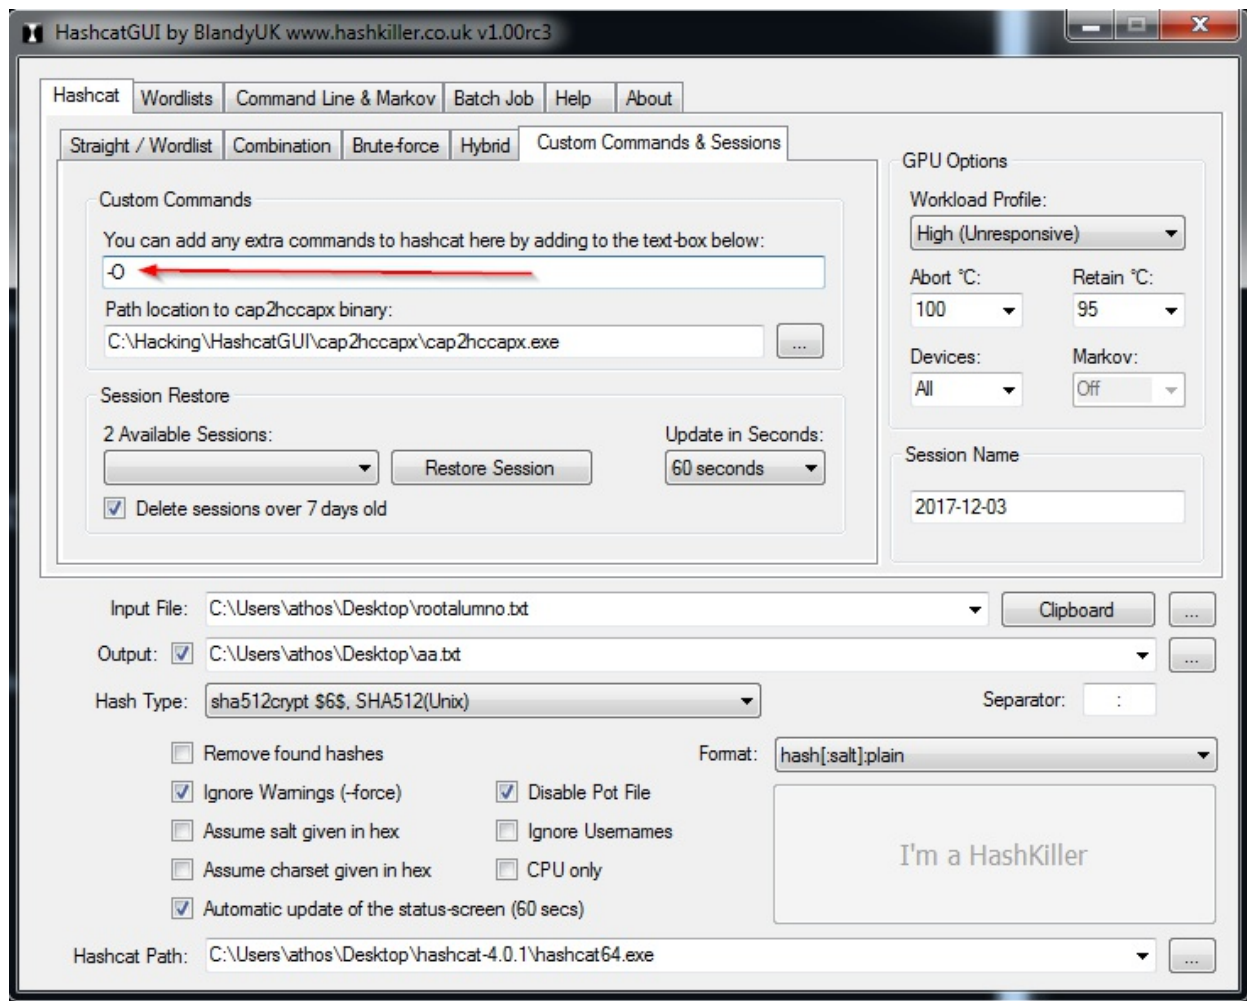 HashcatGUI by BlandyUK www.hashkiller.co.uk v1.00rc3
Hashcat Wordlists Command Line & Markov Batch Job Help About
Straight / Wordlist Combination Brute-force Hybrid Custom Commands & Sessions
Custom Commands
You can add any extra commands to hashcat here by adding to the text-box below:
-O
Path location to cap2hccapx binary:
C:\Hacking\HashcatGUI\cap2hccapx\cap2hccapx.exe ...
Session Restore
2 Available Sessions: Update in Seconds:
Restore Session 60 seconds
Delete sessions over 7 days old
GPU Options
Workload Profile:
High (Unresponsive)
Abort °C: Retain °C:
100 95
Devices: Markov:
All Off
Session Name
2017-12-03
Input File: C:\Users\athos\Desktop\rootalumno.txt Clipboard ...
Output: C:\Users\athos\Desktop\aa.txt ...
Hash Type: sha512crypt $6$, SHA512(Unix) Separator: :
Remove found hashes Format: hash[:salt]:plain
Ignore Warnings (--force) Disable Pot File
Assume salt given in hex Ignore Usernames
Assume charset given in hex CPU only
I'm a HashKiller
Automatic update of the status-screen (60 secs)
Hashcat Path: C:\Users\athos\Desktop\hashcat-4.0.1\hashcat64.exe ...